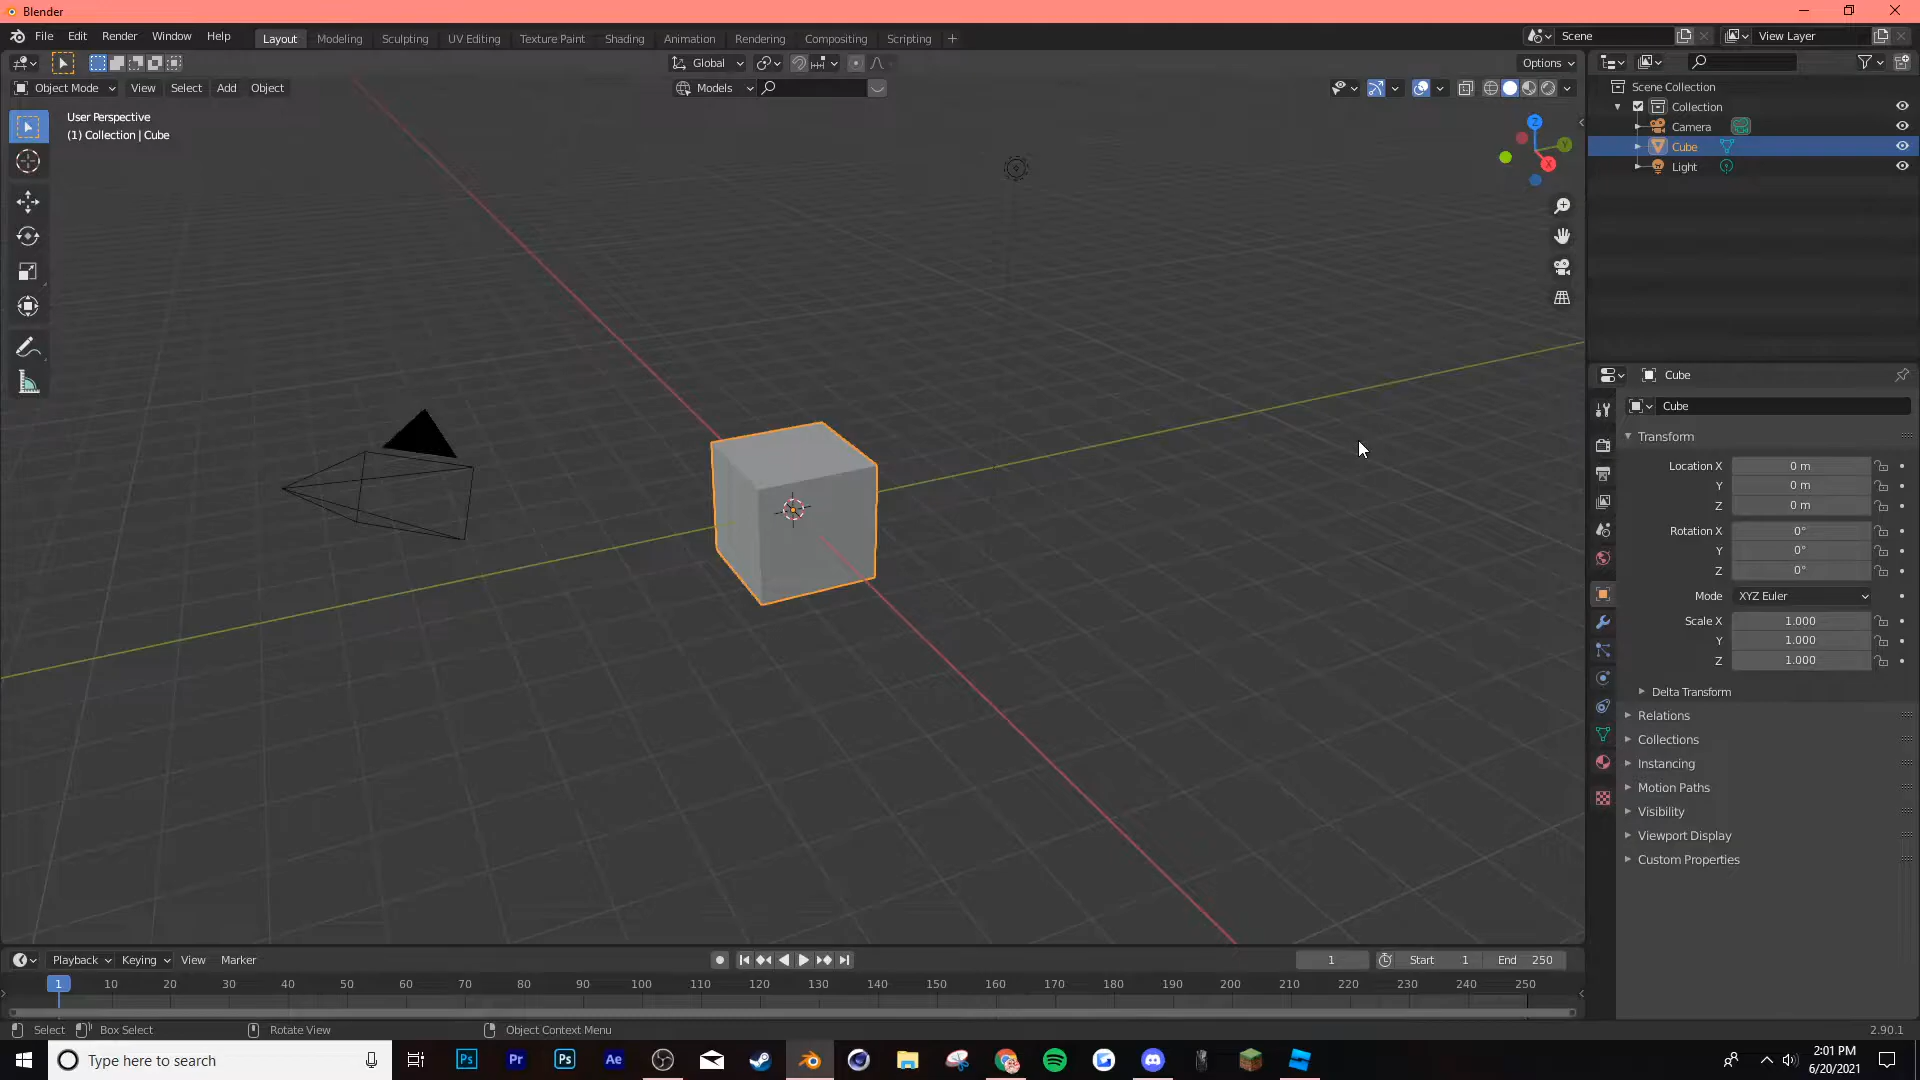 Blender
File Edit Render Window Help
Layout Modeling Sculpting UV Editing Texture Paint Shading Animation Rendering Compositing Scripting +
Scene View Layer
Global Options
Object Mode View Select Add Object Models
User Perspective
(1) Collection | Cube
Z
Y
X
Scene Collection
Collection
Camera
Cube
Light
Cube
Cube
Transform
Location X 0 m
Y 0 m
Z 0 m
Rotation X 0°
Y 0°
Z 0°
Mode XYZ Euler
Scale X 1.000
Y 1.000
Z 1.000
Delta Transform
Relations
Collections
Instancing
Motion Paths
Visibility
Viewport Display
Custom Properties
Playback Keying View Marker 1 Start 1 End 250
1 10 20 30 40 50 60 70 80 90 100 110 120 130 140 150 160 170 180 190 200 210 220 230 240 250
Select Box Select Rotate View Object Context Menu 2.90.1
Type here to search Ps Pr Ps Ae 2:01 PM
6/20/2021